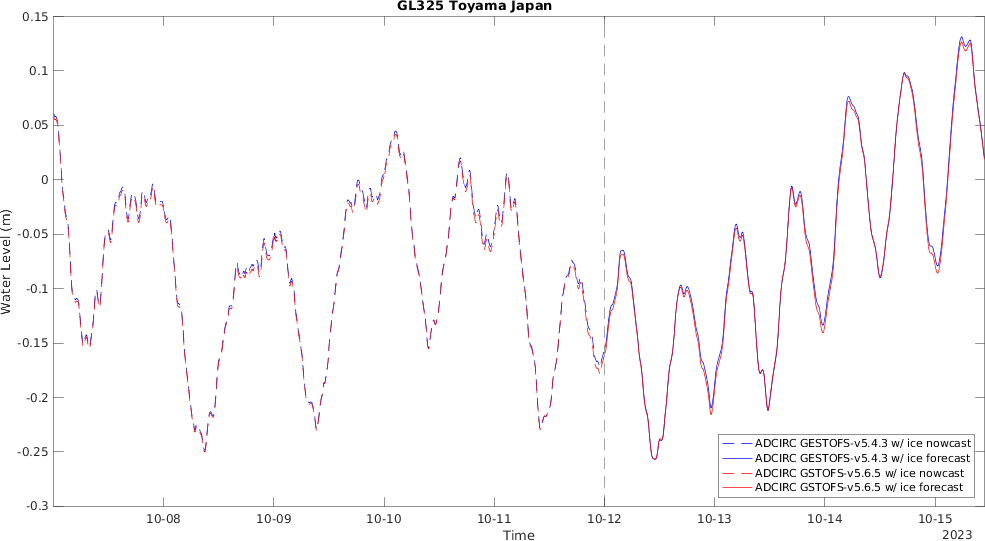 GL325 Toyama Japan
0.15
0.1
0.05
0
-0.05
-0.1
-0.15
-0.2
-0.25
-0.3
Water Level (m)
ADCIRC GESTOFS-v5.4.3 w/ ice nowcast
ADCIRC GESTOFS-v5.4.3 w/ ice forecast
ADCIRC GSTOFS-v5.6.5 w/ ice nowcast
ADCIRC GSTOFS-v5.6.5 w/ ice forecast
10-08 10-09 10-10 10-11 10-12 10-13 10-14 10-15
Time
2023